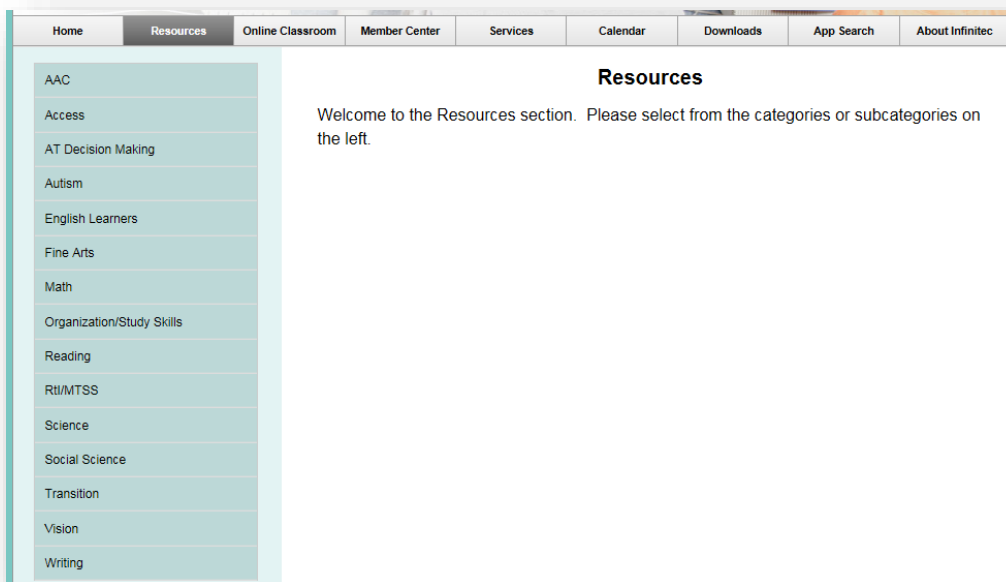 Home Resources Online Classroom Member Center Services Calendar Downloads App Search About Infinitec
AAC
Access
AT Decision Making
Autism
English Learners
Fine Arts
Math
Organization/Study Skills
Reading
RtI/MTSS
Science
Social Science
Transition
Vision
Writing
Resources
Welcome to the Resources section.  Please select from the categories or subcategories on
the left.